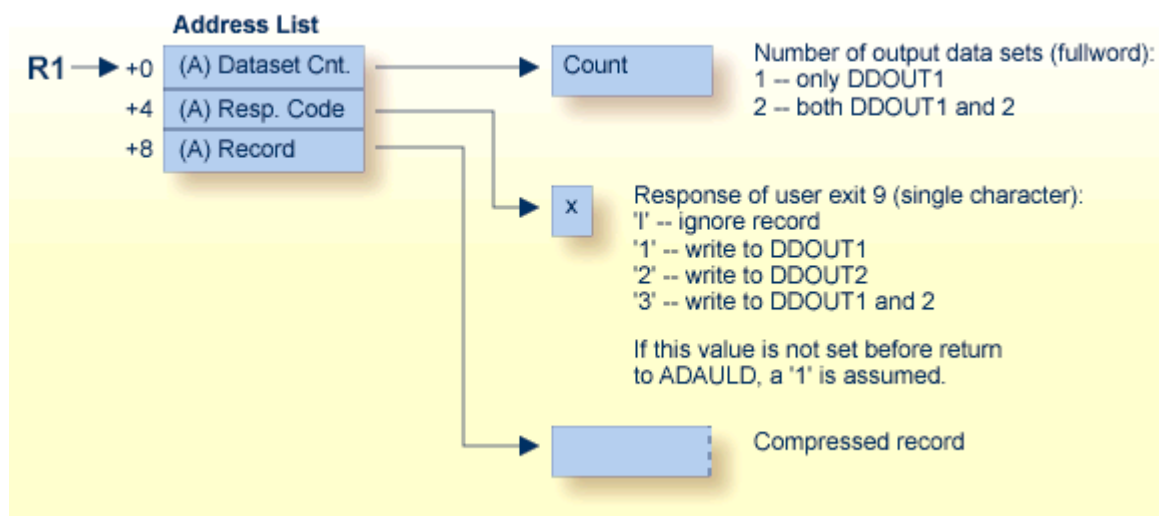 Address List
R1
+0
(A) Dataset Cnt.
+4
(A) Resp. Code
+8
(A) Record
Count
Number of output data sets (fullword):
1 -- only DDOUT1
2 -- both DDOUT1 and 2
x
Response of user exit 9 (single character):
'I' -- ignore record
'1' -- write to DDOUT1
'2' -- write to DDOUT2
'3' -- write to DDOUT1 and 2
If this value is not set before return
to ADAULD, a '1' is assumed.
Compressed record